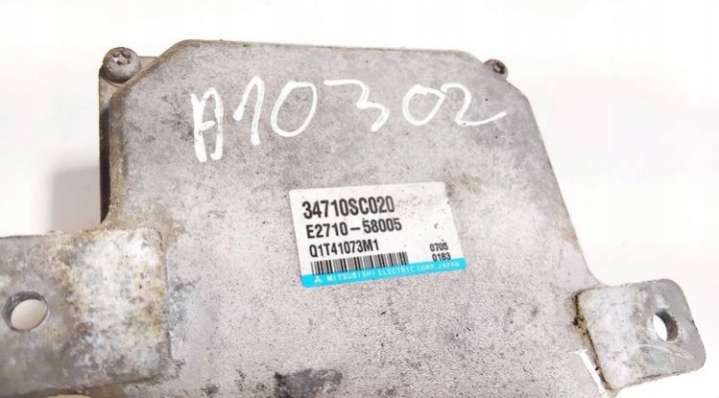 A10302
34710SC020
E2710-58005
Q1T41073M1 0705
0183
MITSUBISHI ELECTRIC CORP. JAPAN